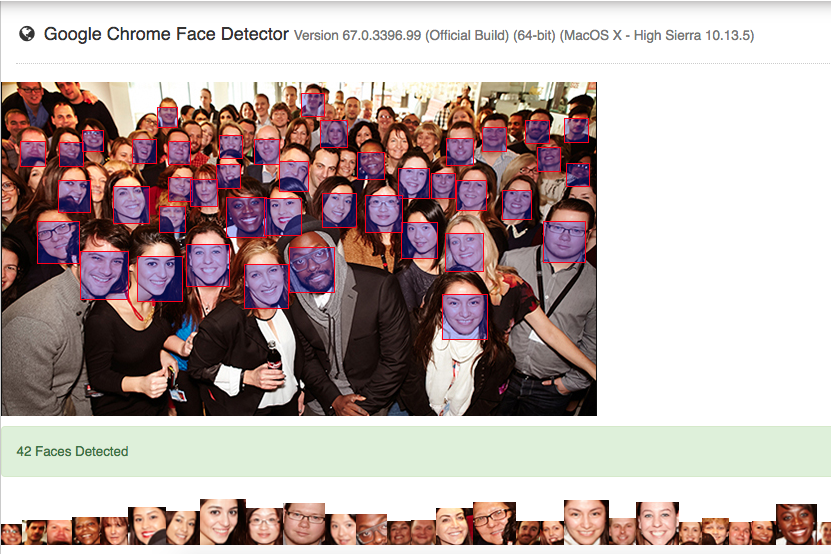 Google Chrome Face Detector Version 67.0.3396.99 (Official Build) (64-bit) (MacOS X - High Sierra 10.13.5)
42 Faces Detected